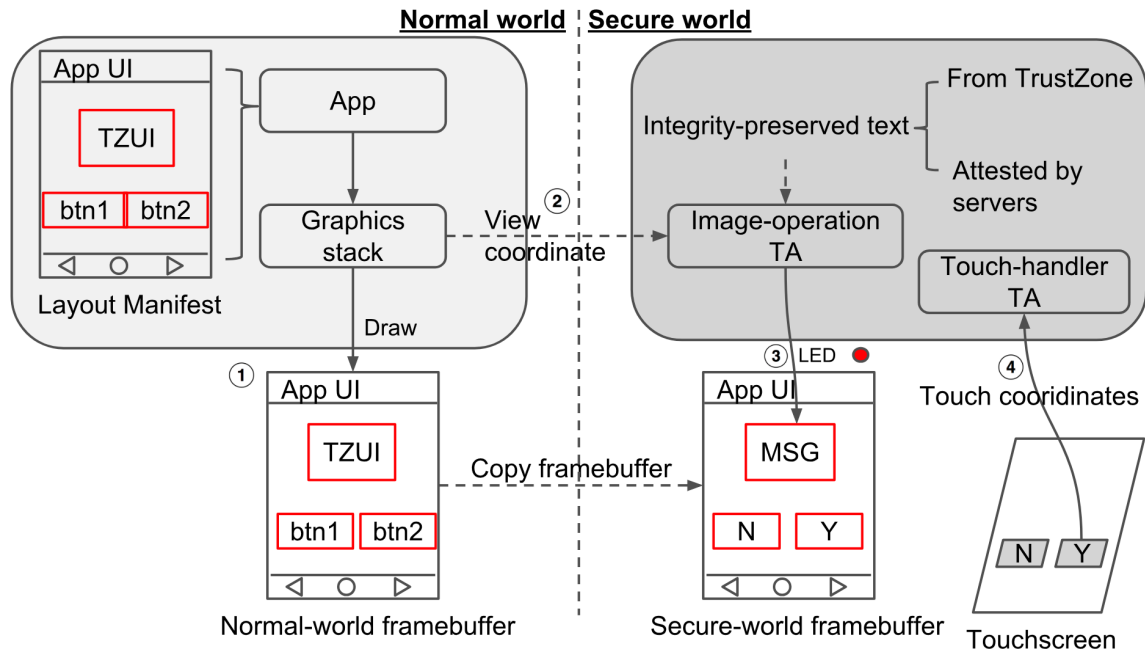 Normal world
Secure world
App UI
TZUI
btn1
btn2
Layout Manifest
App
Graphics
stack
Draw
2
View
coordinate
Integrity-preserved text
From TrustZone
Attested by
servers
Image-operation
TA
Touch-handler
TA
1
App UI
TZUI
btn1
btn2
Normal-world framebuffer
Copy framebuffer
3
LED
App UI
MSG
N
Y
Secure-world framebuffer
4
Touch cooridinates
N
Y
Touchscreen